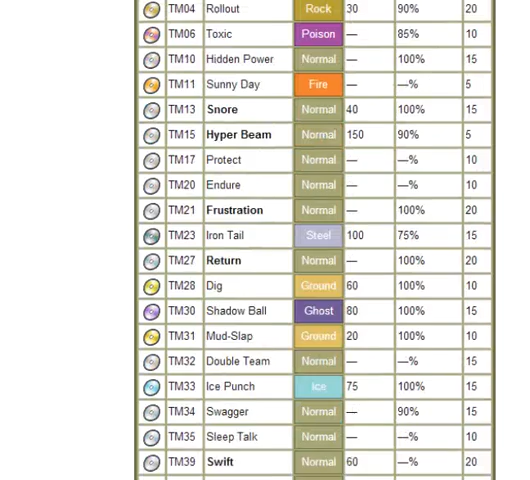 TM04 Rollout Rock 30 90% 20
TM06 Toxic Poison — 85% 10
TM10 Hidden Power Normal — 100% 15
TM11 Sunny Day Fire — —% 5
TM13 Snore Normal 40 100% 15
TM15 Hyper Beam Normal 150 90% 5
TM17 Protect Normal — —% 10
TM20 Endure Normal — —% 10
TM21 Frustration Normal — 100% 20
TM23 Iron Tail Steel 100 75% 15
TM27 Return Normal — 100% 20
TM28 Dig Ground 60 100% 10
TM30 Shadow Ball Ghost 80 100% 15
TM31 Mud-Slap Ground 20 100% 10
TM32 Double Team Normal — —% 15
TM33 Ice Punch Ice 75 100% 15
TM34 Swagger Normal — 90% 15
TM35 Sleep Talk Normal — —% 10
TM39 Swift Normal 60 —% 20